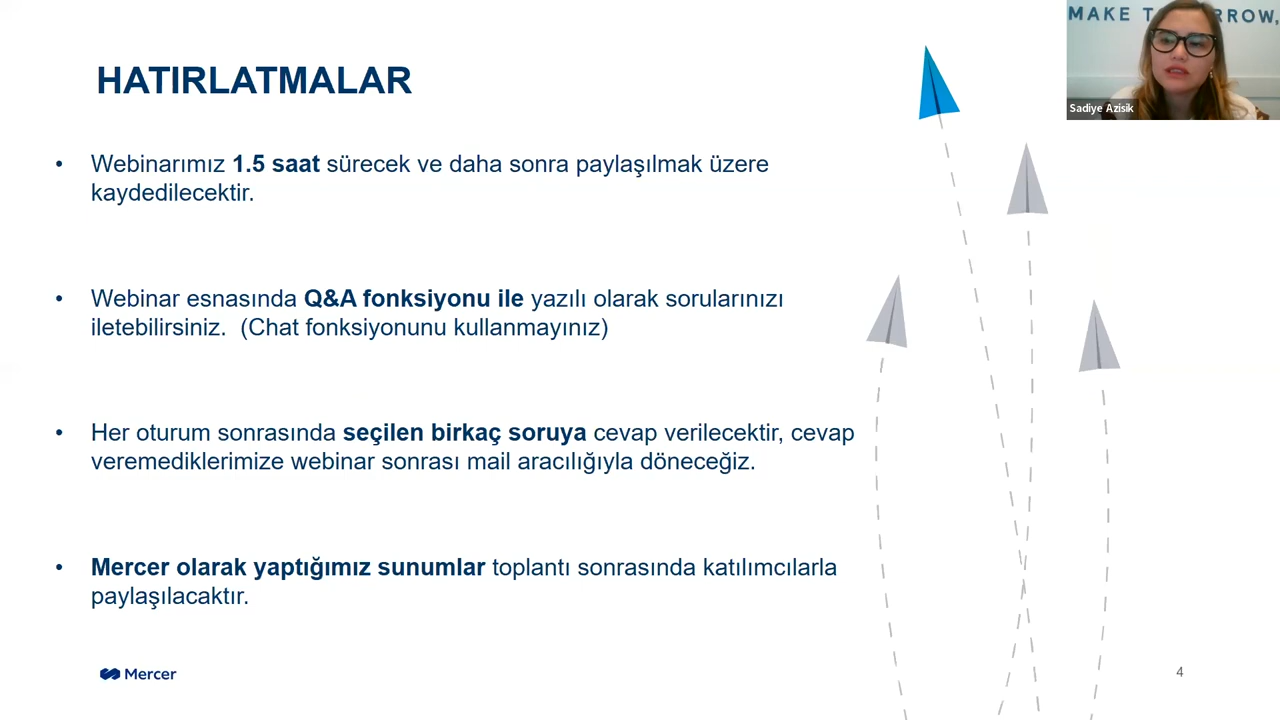 MAKE T RROW,
Sadiye Azisik
HATIRLATMALAR
• Webinarımız 1.5 saat sürecek ve daha sonra paylaşılmak üzere
kaydedilecektir.
• Webinar esnasında Q&A fonksiyonu ile yazılı olarak sorularınızı
iletebilirsiniz. (Chat fonksiyonunu kullanmayınız)
• Her oturum sonrasında seçilen birkaç soruya cevap verilecektir, cevap
veremediklerimize webinar sonrası mail aracılığıyla döneceğiz.
• Mercer olarak yaptığımız sunumlar toplantı sonrasında katılımcılarla
paylaşılacaktır.
Mercer
4